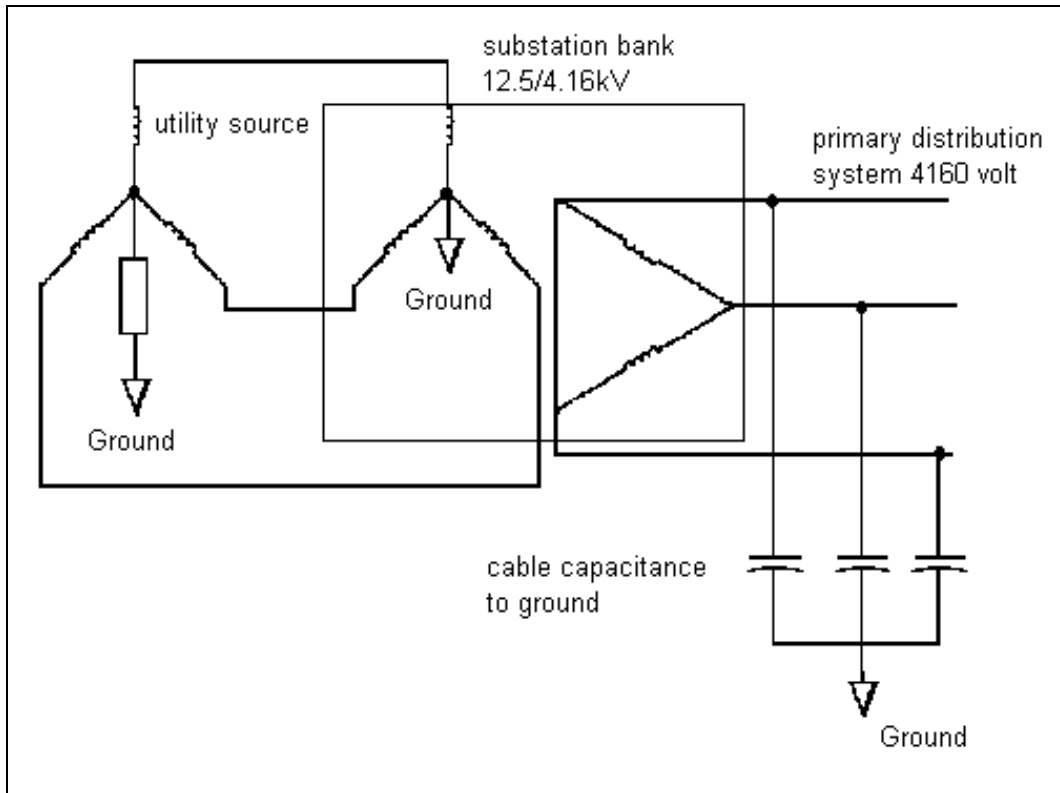 substation bank
12.5/4.16kV
utility source
primary distribution
system 4160 volt
Ground
Ground
cable capacitance
to ground
Ground